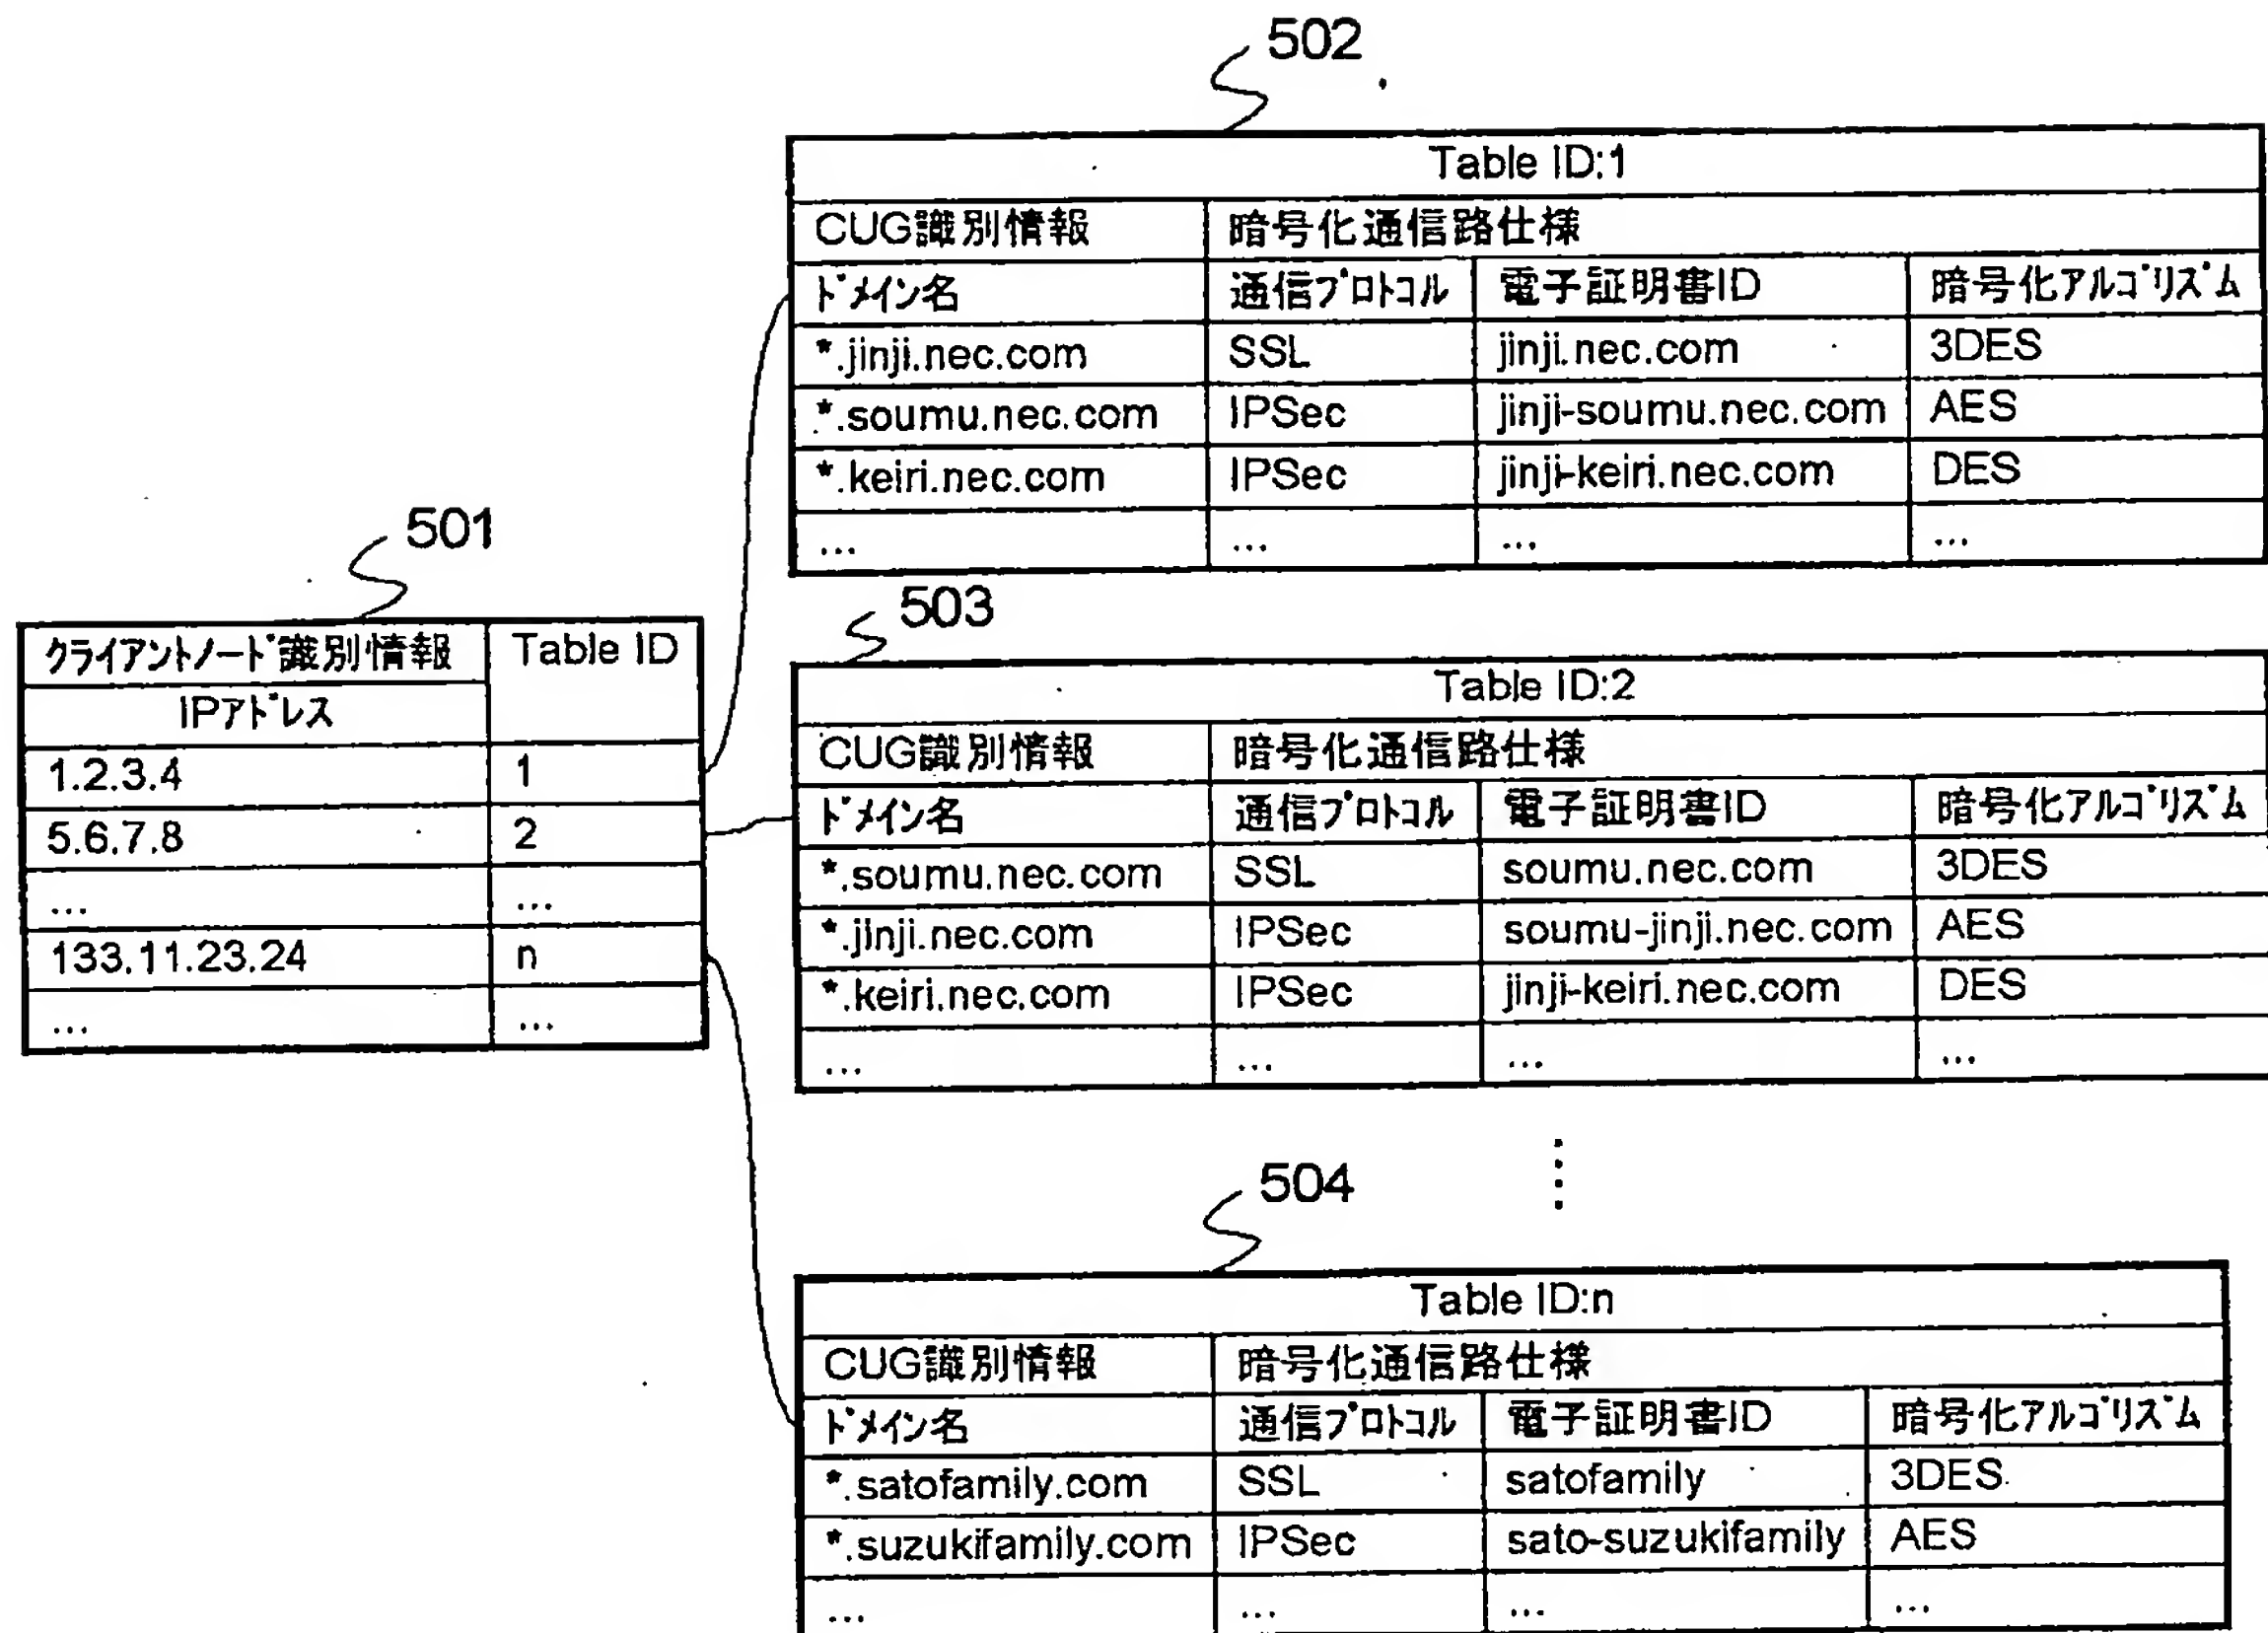 502
Table ID:1
CUG識別情報 暗号化通信路仕様
ドメイン名 通信プロトコル 電子証明書ID 暗号化アルゴリズム
*.jinji.nec.com SSL jinji.nec.com 3DES
*.soumu.nec.com IPSec jinji-soumu.nec.com AES
*.keiri.nec.com IPSec jinji-keiri.nec.com DES
... ... ... ...
501
クライアントノード識別情報 Table ID
IPアドレス
1.2.3.4 1
5.6.7.8 2
... ...
133.11.23.24 n
... ...
503
Table ID:2
CUG識別情報 暗号化通信路仕様
ドメイン名 通信プロトコル 電子証明書ID 暗号化アルゴリズム
*.soumu.nec.com SSL soumu.nec.com 3DES
*.jinji.nec.com IPSec soumu-jinji.nec.com AES
*.keiri.nec.com IPSec jinji-keiri.nec.com DES
... ... ... ...
504
Table ID:n
CUG識別情報 暗号化通信路仕様
ドメイン名 通信プロトコル 電子証明書ID 暗号化アルゴリズム
*.satofamily.com SSL satofamily 3DES
*.suzukifamily.com IPSec sato-suzukifamily AES
... ... ... ...